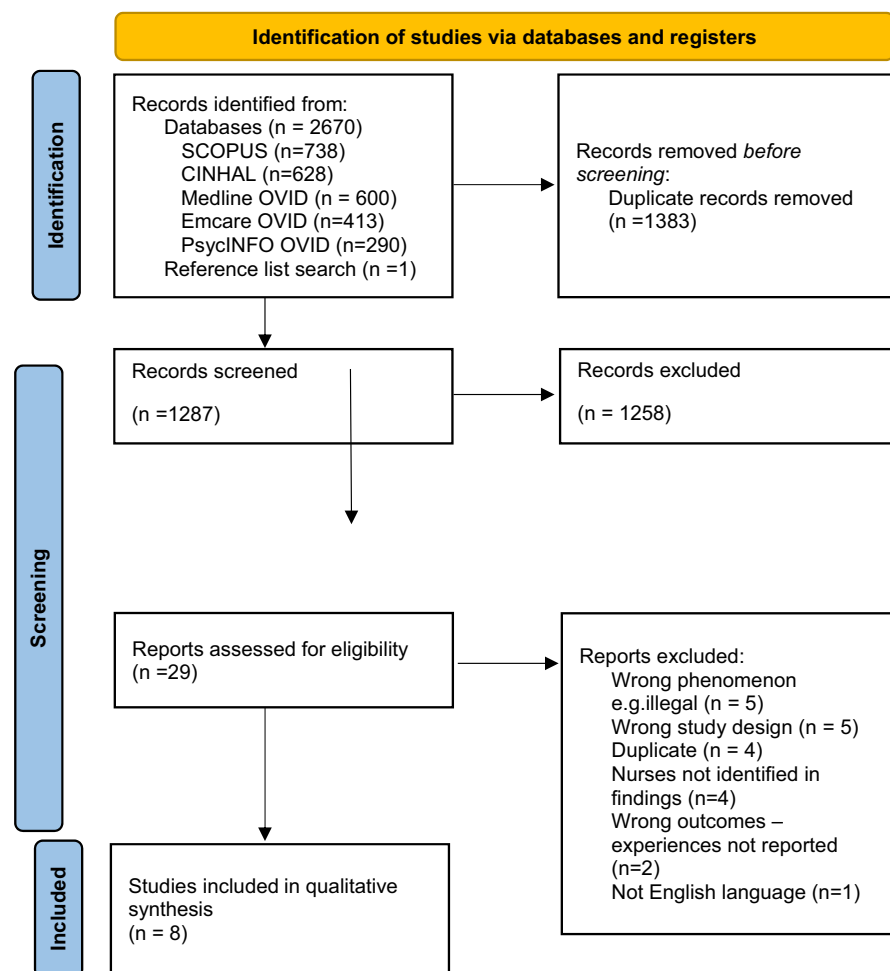 Identification of studies via databases and registers
Identification
Records identified from:
Databases (n = 2670)
SCOPUS (n=738)
CINHAL (n=628)
Medline OVID (n = 600)
Emcare OVID (n=413)
PsycINFO OVID (n=290)
Reference list search (n =1)
Records removed before
screening:
Duplicate records removed
(n =1383)
Screening
Records screened
(n =1287)
Records excluded
(n = 1258)
Reports assessed for eligibility
(n =29)
Reports excluded:
Wrong phenomenon
e.g.illegal (n = 5)
Wrong study design (n = 5)
Duplicate (n = 4)
Nurses not identified in
findings (n=4)
Wrong outcomes –
experiences not reported
(n=2)
Not English language (n=1)
Included
Studies included in qualitative
synthesis
(n = 8)